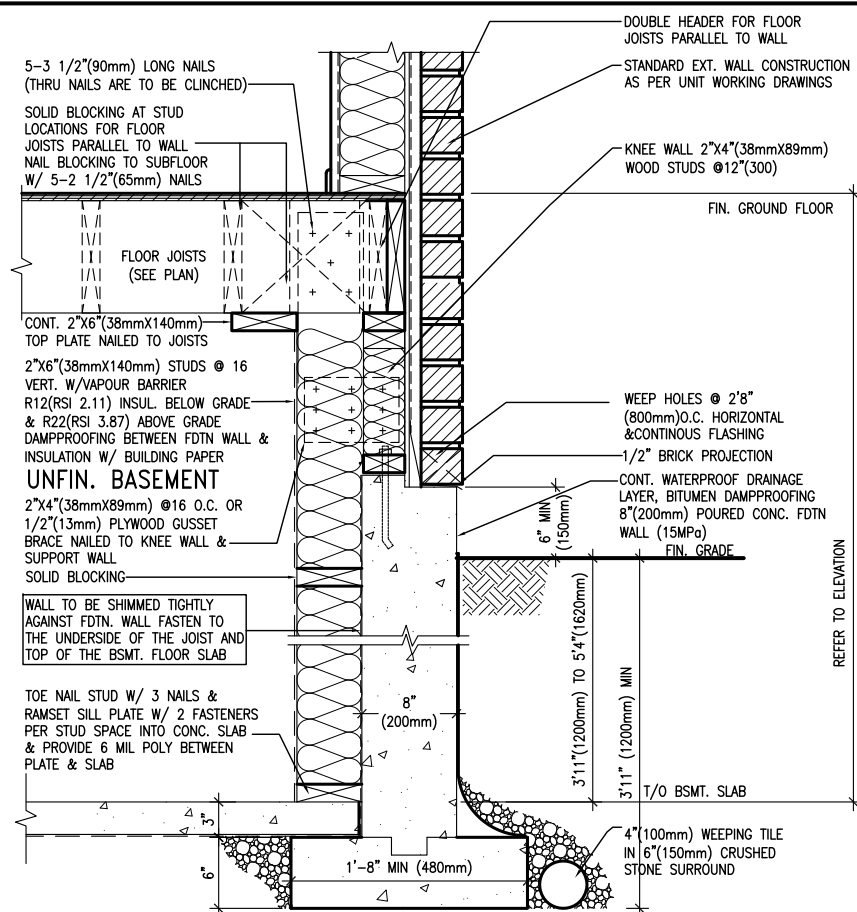 DOUBLE HEADER FOR FLOOR
JOISTS PARALLEL TO WALL
5-3 1/2"(90mm) LONG NAILS
(THRU NAILS ARE TO BE CLINCHED)
STANDARD EXT. WALL CONSTRUCTION
AS PER UNIT WORKING DRAWINGS
SOLID BLOCKING AT STUD
LOCATIONS FOR FLOOR
JOISTS PARALLEL TO WALL
NAIL BLOCKING TO SUBFLOOR
W/ 5-2 1/2"(65mm) NAILS
KNEE WALL 2"X4"(38mmX89mm)
WOOD STUDS @12"(300)
FIN. GROUND FLOOR
FLOOR JOISTS
(SEE PLAN)
CONT. 2"X6"(38mmX140mm)
TOP PLATE NAILED TO JOISTS
2"X6"(38mmX140mm) STUDS @ 16
VERT. W/VAPOUR BARRIER
R12(RSI 2.11) INSUL. BELOW GRADE
& R22(RSI 3.87) ABOVE GRADE
DAMPPROOFING BETWEEN FDTN WALL &
INSULATION W/ BUILDING PAPER
WEEP HOLES @ 2'8"
(800mm)O.C. HORIZONTAL
&CONTINOUS FLASHING
1/2" BRICK PROJECTION
UNFIN. BASEMENT
CONT. WATERPROOF DRAINAGE
LAYER, BITUMEN DAMPPROOFING
8"(200mm) POURED CONC. FDTN
WALL (15MPa)
2"X4"(38mmX89mm) @16 O.C. OR
1/2"(13mm) PLYWOOD GUSSET
BRACE NAILED TO KNEE WALL &
SUPPORT WALL
6" MIN
(150mm)
FIN. GRADE
SOLID BLOCKING
WALL TO BE SHIMMED TIGHTLY
AGAINST FDTN. WALL FASTEN TO
THE UNDERSIDE OF THE JOIST AND
TOP OF THE BSMT. FLOOR SLAB
REFER TO ELEVATION
3'11"(1200mm) TO 5'4"(1620mm)
3'11" (1200mm) MIN
8"
(200mm)
TOE NAIL STUD W/ 3 NAILS &
RAMSET SILL PLATE W/ 2 FASTENERS
PER STUD SPACE INTO CONC. SLAB
& PROVIDE 6 MIL POLY BETWEEN
PLATE & SLAB
T/O BSMT. SLAB
3"
6"
1'-8" MIN (480mm)
4"(100mm) WEEPING TILE
IN 6"(150mm) CRUSHED
STONE SURROUND